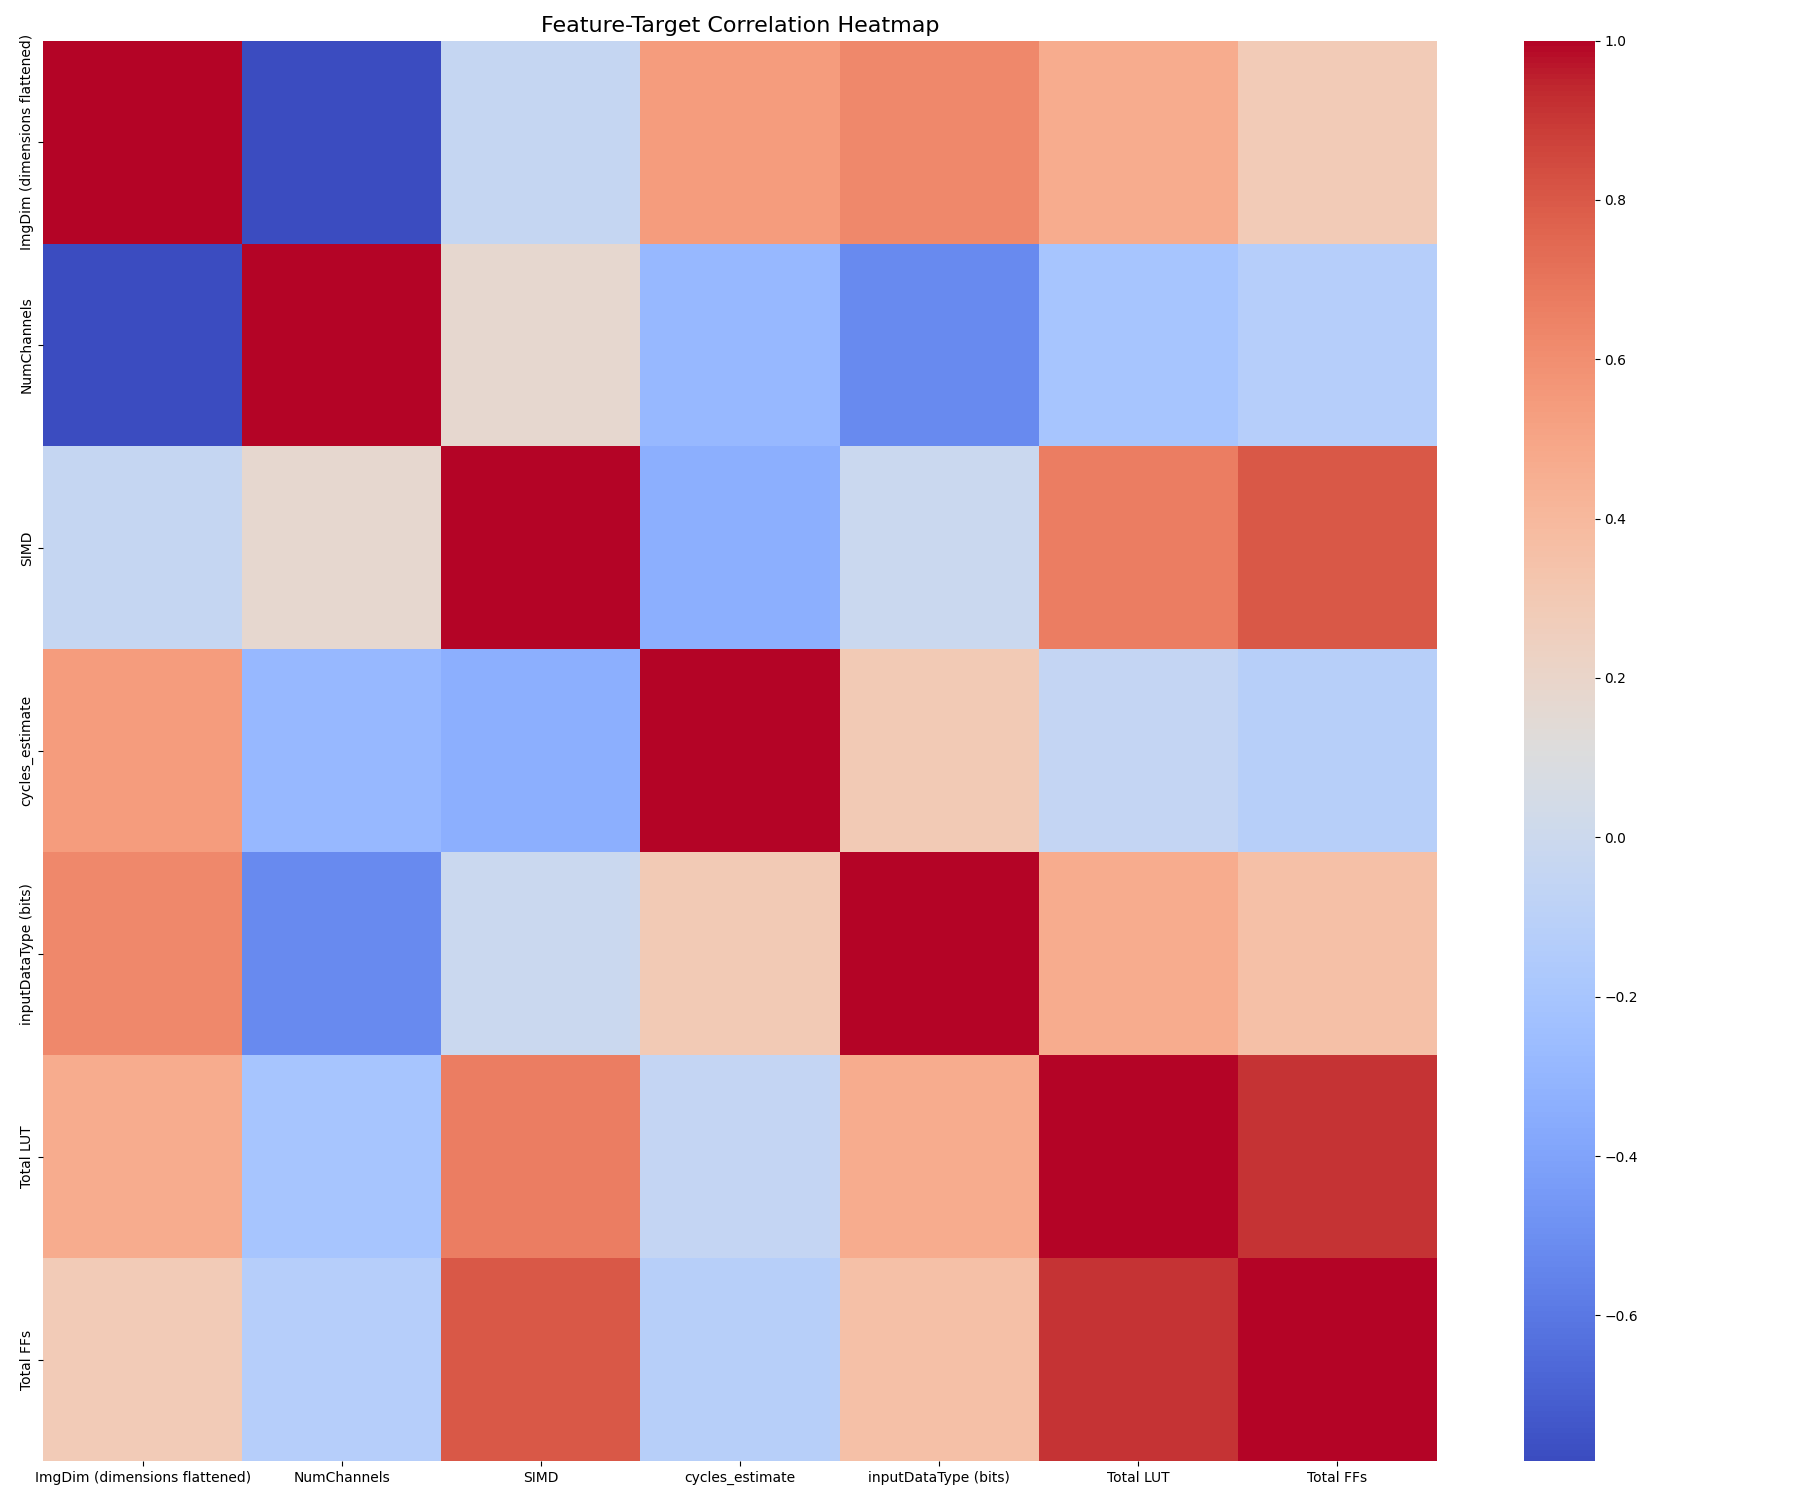 Feature-Target Correlation Heatmap
ImgDim (dimensions flattened)
NumChannels
SIMD
cycles_estimate
inputDataType (bits)
Total LUT
Total FFs
ImgDim (dimensions flattened)
NumChannels
SIMD
cycles_estimate
inputDataType (bits)
Total LUT
Total FFs
1.0
0.8
0.6
0.4
0.2
0.0
−0.2
−0.4
−0.6